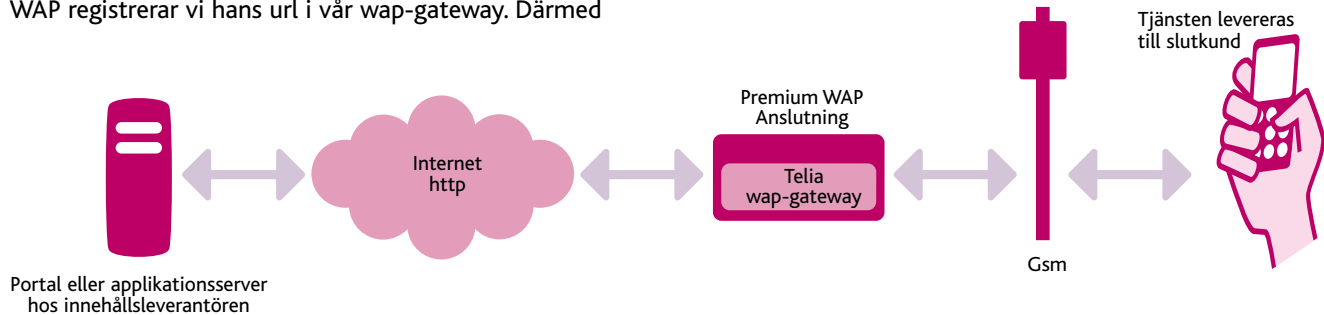 WAP registrerar vi hans url i vår wap-gateway. Därmed
Tjänsten levereras
till slutkund
Premium WAP
Anslutning
Internet
http
Telia
wap-gateway
Gsm
Portal eller applikationsserver
hos innehållsleverantören